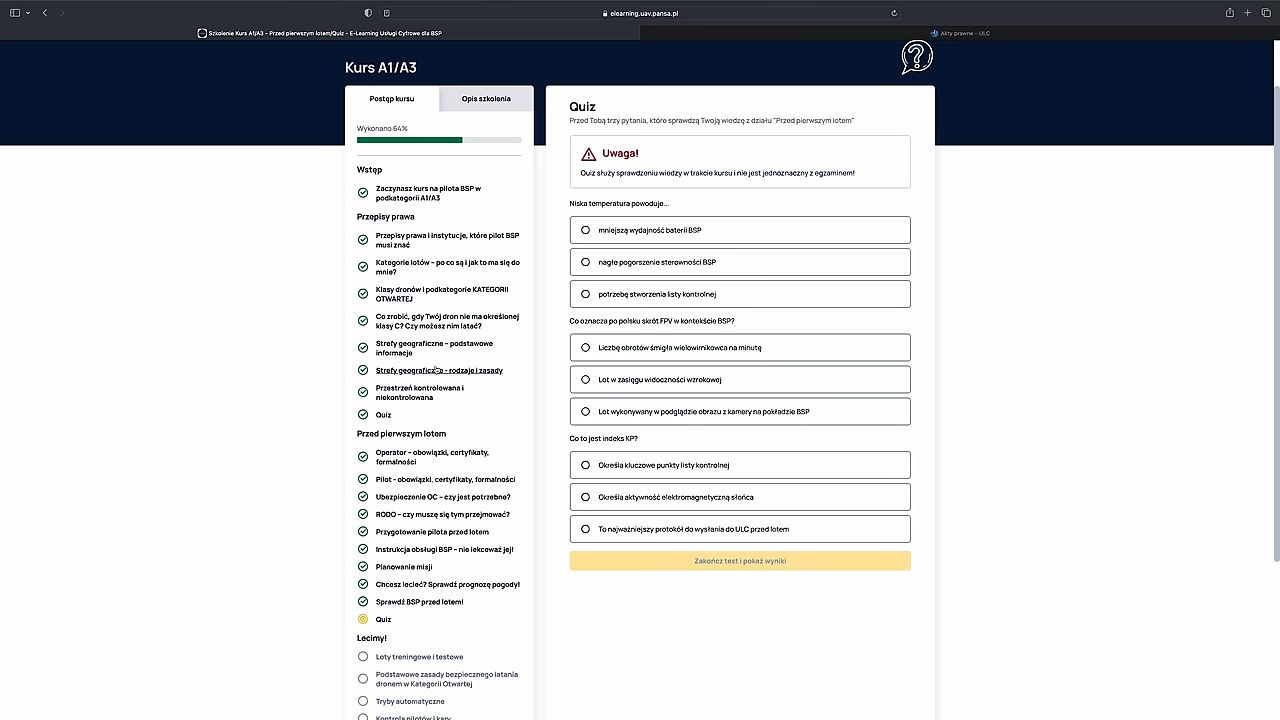 elearning.uav.pansa.pl
Szkolenie Kurs A1/A3 – Przed pierwszym lotem/Quiz – E-Learning Usługi Cyfrowe dla BSP
Akty prawne – ULC
Kurs A1/A3
Postęp kursu
Opis szkolenia
Wykonano 64%
Wstęp
Zaczynasz kurs na pilota BSP w
podkategorii A1/A3
Przepisy prawa
Przepisy prawa i instytucje, które pilot BSP
musi znać
Kategorie lotów – po co są i jak to ma się do
mnie?
Klasy dronów i podkategorie KATEGORII
OTWARTEJ
Co zrobić, gdy Twój dron nie ma określonej
klasy C? Czy możesz nim latać?
Strefy geograficzne – podstawowe
informacje
Strefy geograficzne - rodzaje i zasady
Przestrzeń kontrolowana i
niekontrolowana
Quiz
Przed pierwszym lotem
Operator – obowiązki, certyfikaty,
formalności
Pilot - obowiązki, certyfikaty, formalności
Ubezpieczenie OC – czy jest potrzebne?
RODO – czy muszę się tym przejmować?
Przygotowanie pilota przed lotem
Instrukcja obsługi BSP – nie lekceważ jej!
Planowanie misji
Chcesz lecieć? Sprawdź prognozę pogody!
Sprawdź BSP przed lotem!
Quiz
Lecimy!
Loty treningowe i testowe
Podstawowe zasady bezpiecznego latania
dronem w Kategorii Otwartej
Tryby automatyczne
Kontrola pilotów i kary
Quiz
Przed Tobą trzy pytania, które sprawdzą Twoją wiedzę z działu "Przed pierwszym lotem"
Uwaga!
Quiz służy sprawdzeniu wiedzy w trakcie kursu i nie jest jednoznaczny z egzaminem!
Niska temperatura powoduje...
mniejszą wydajność baterii BSP
nagłe pogorszenie sterowności BSP
potrzebę stworzenia listy kontrolnej
Co oznacza po polsku skrót FPV w kontekście BSP?
Liczbę obrotów śmigła wielowirnikowca na minutę
Lot w zasięgu widoczności wzrokowej
Lot wykonywany w podglądzie obrazu z kamery na pokładzie BSP
Co to jest indeks KP?
Określa kluczowe punkty listy kontrolnej
Określa aktywność elektromagnetyczną słońca
To najważniejszy protokół do wysłania do ULC przed lotem
Zakończ test i pokaż wyniki